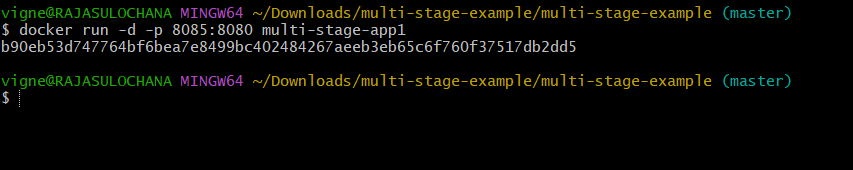 vigne@RAJASULOCHANA MINGW64 ~/Downloads/multi-stage-example/multi-stage-example (master)
$ docker run -d -p 8085:8080 multi-stage-app1
b90eb53d747764bf6bea7e8499bc402484267aeeb3eb65c6f760f37517db2dd5
vigne@RAJASULOCHANA MINGW64 ~/Downloads/multi-stage-example/multi-stage-example (master)
$